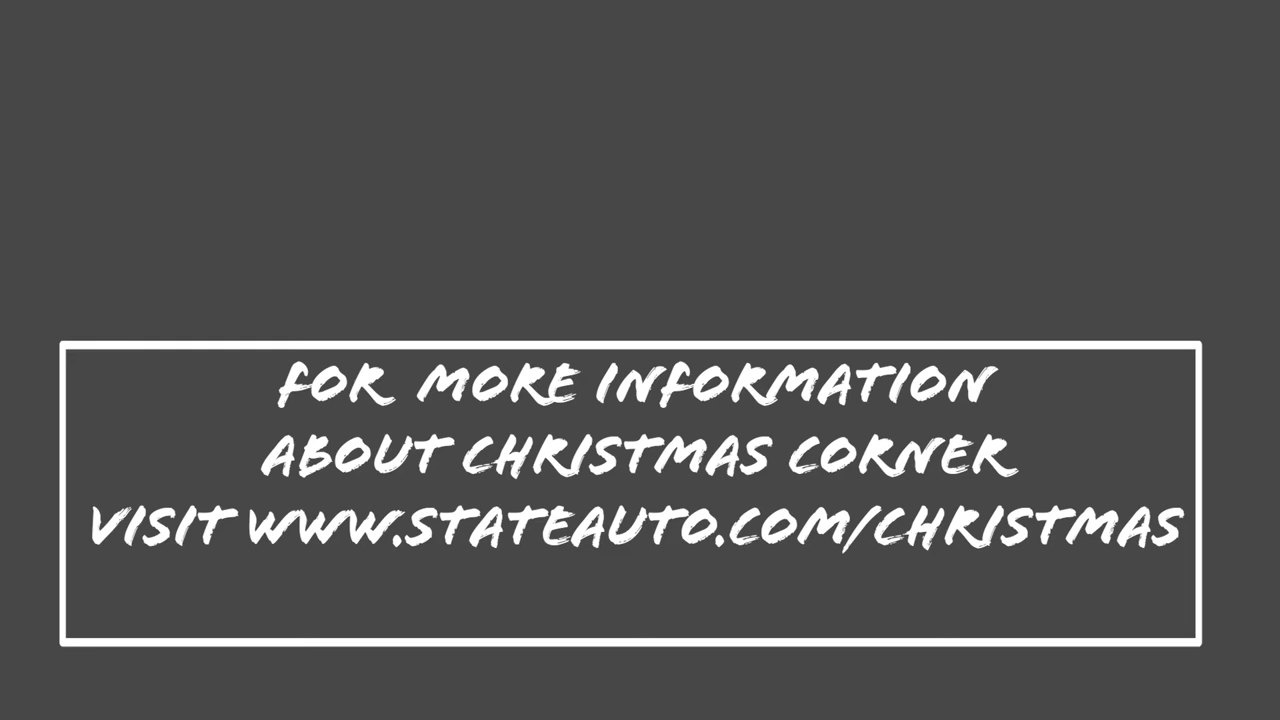 FOR MORE INFORMATION
ABOUT CHRISTMAS CORNER
VISIT WWW.STATEAUTO.COM/CHRISTMAS